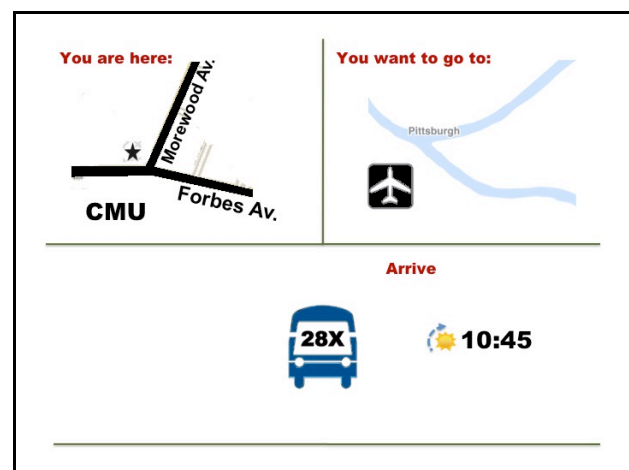 You are here:
Morewood Av.
CMU
Forbes Av.
You want to go to:
Pittsburgh
Arrive
28X
10:45